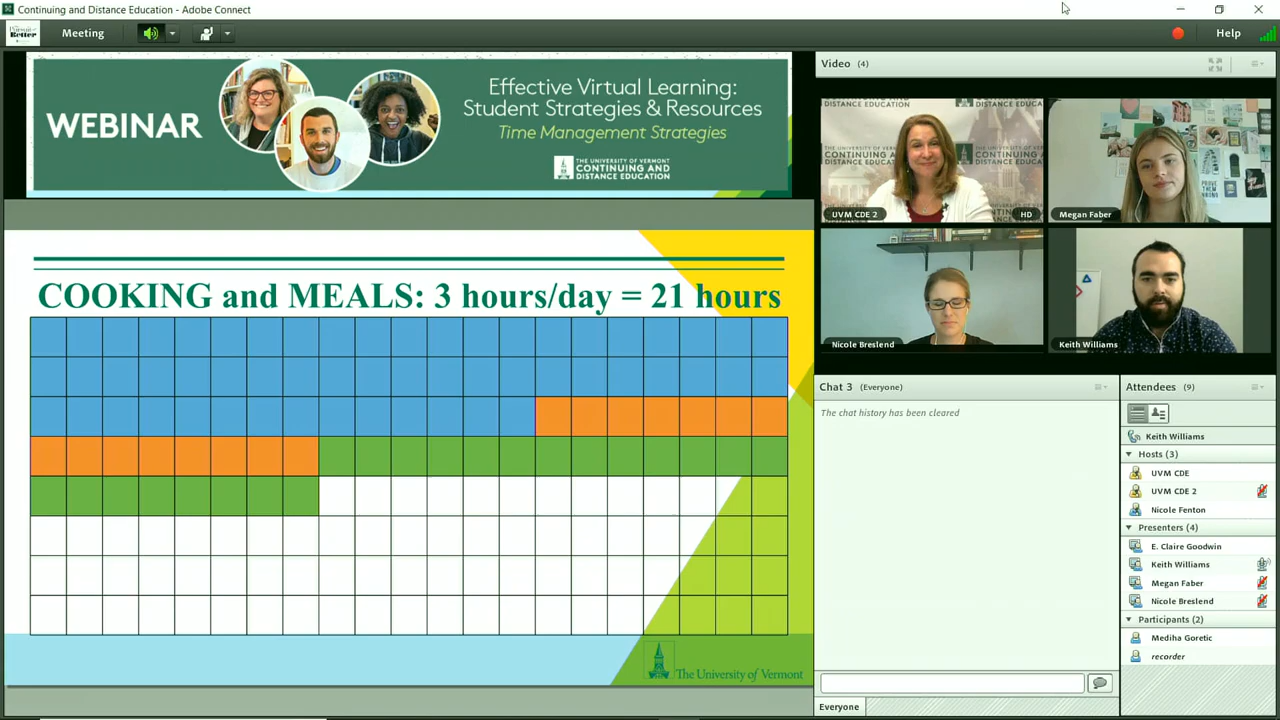 Continuing and Distance Education - Adobe Connect
Meeting
Help
WEBINAR
Effective Virtual Learning:
Student Strategies & Resources
Time Management Strategies
THE UNIVERSITY OF VERMONT
CONTINUING AND
DISTANCE EDUCATION
COOKING and MEALS: 3 hours/day = 21 hours
The University of Vermont
Video (4)
UVM CDE 2
HD
Megan Faber
Nicole Breslend
Keith Williams
Chat 3 (Everyone)
The chat history has been cleared
Everyone
Attendees (9)
Keith Williams
Hosts (3)
UVM CDE
UVM CDE 2
Nicole Fenton
Presenters (4)
E. Claire Goodwin
Keith Williams
Megan Faber
Nicole Breslend
Participants (2)
Mediha Goretic
recorder